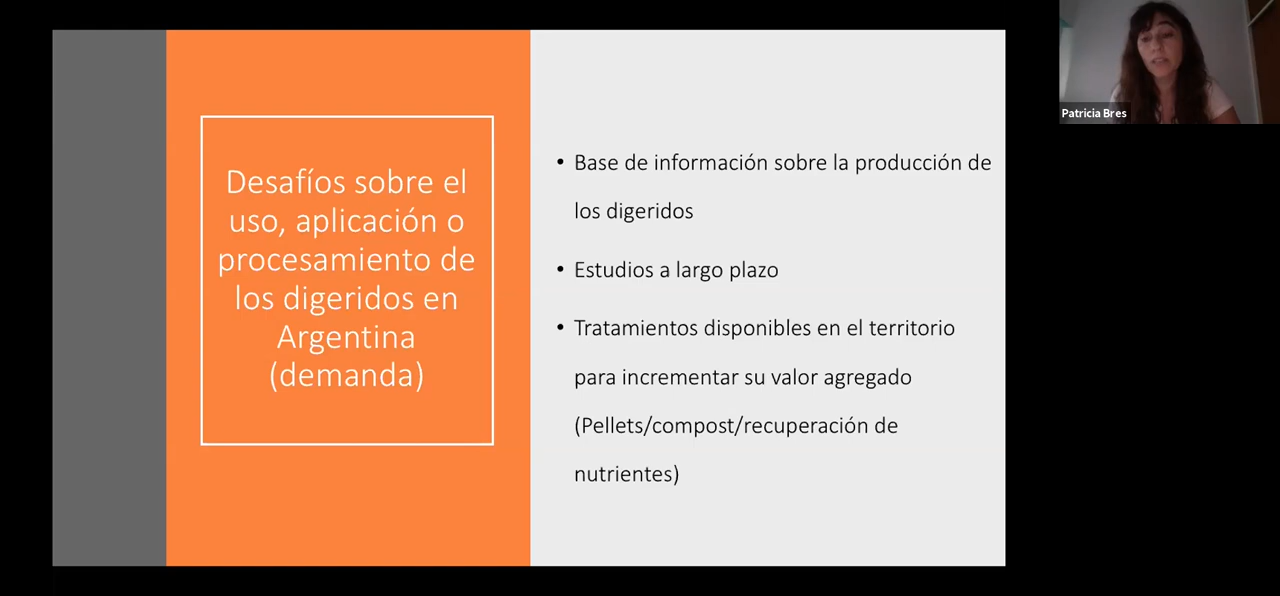 Desafíos sobre el
uso, aplicación o
procesamiento de
los digeridos en
Argentina
(demanda)
• Base de información sobre la producción de
los digeridos
• Estudios a largo plazo
• Tratamientos disponibles en el territorio
para incrementar su valor agregado
(Pellets/compost/recuperación de
nutrientes)
Patricia Bres